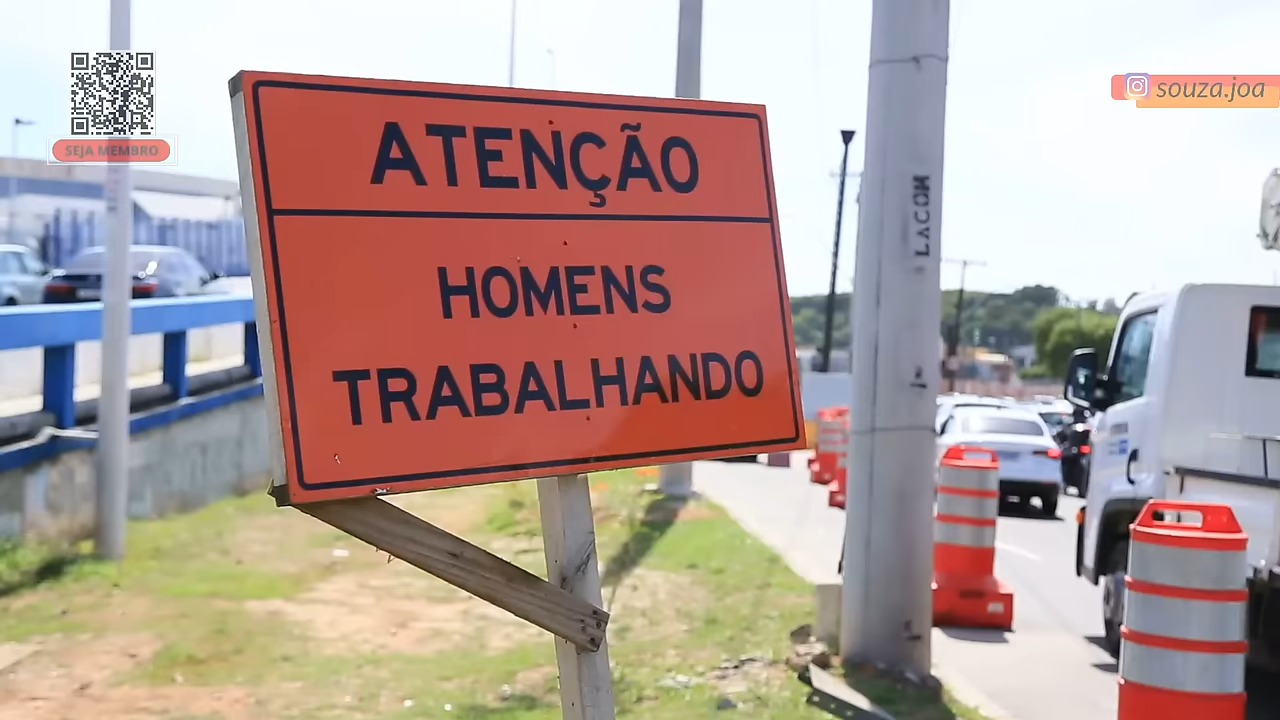 SEJA MEMBRO
souza.joa
ATENÇÃO
HOMENS
TRABALHANDO
LACOM